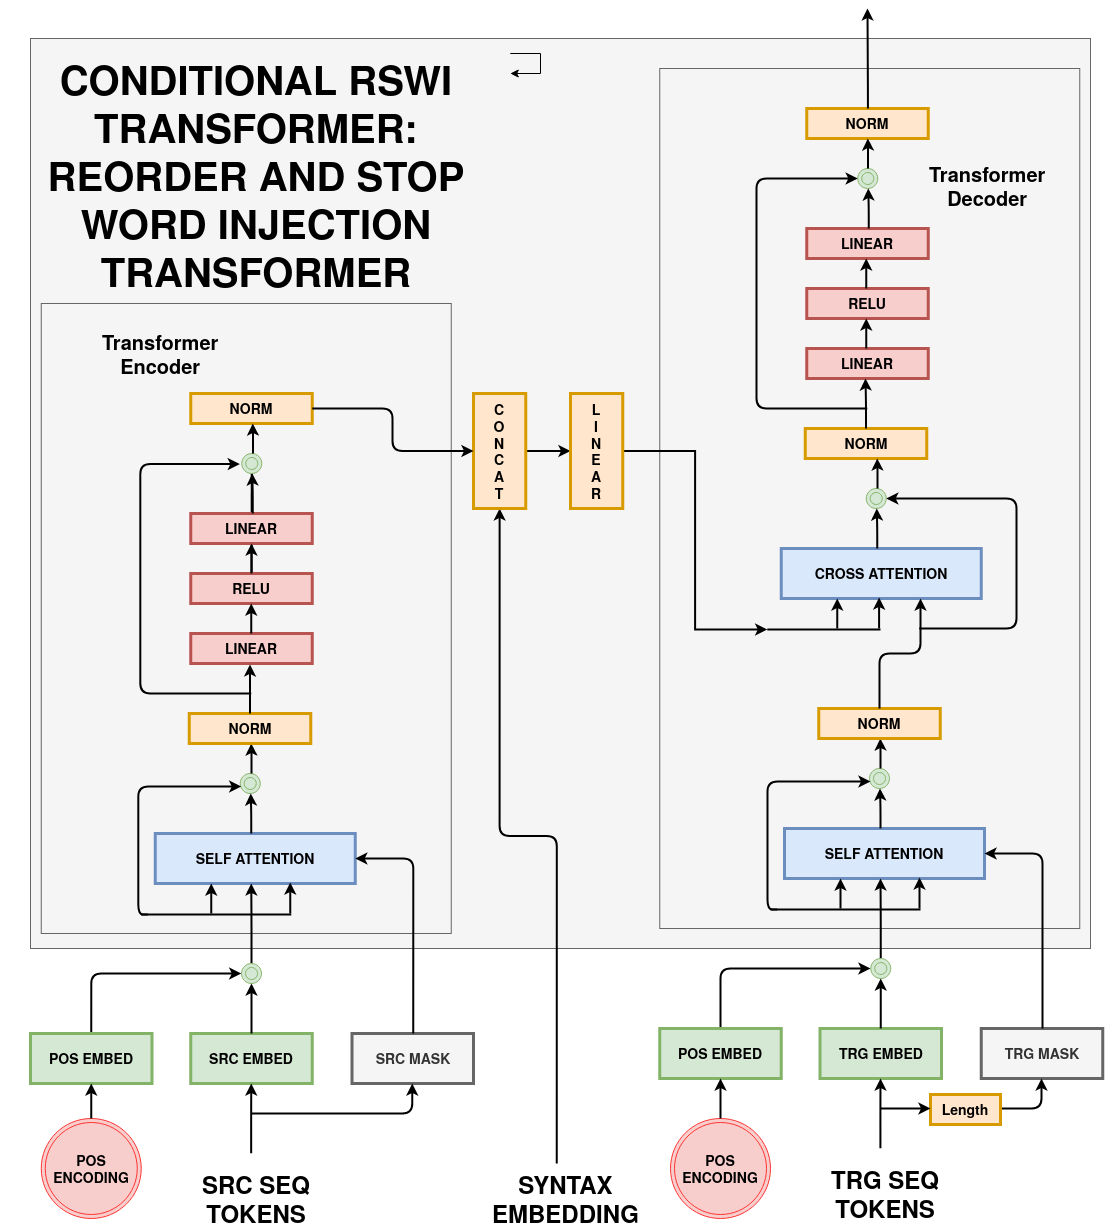 CONDITIONAL RSWI
TRANSFORMER:
REORDER AND STOP
WORD INJECTION
TRANSFORMER
Transformer
Encoder
NORM
LINEAR
RELU
LINEAR
NORM
SELF ATTENTION
POS EMBED
SRC EMBED
SRC MASK
POS
ENCODING
SRC SEQ
TOKENS
CONCAT
LINEAR
SYNTAX
EMBEDDING
Transformer
Decoder
NORM
LINEAR
RELU
LINEAR
NORM
CROSS ATTENTION
NORM
SELF ATTENTION
POS EMBED
TRG EMBED
TRG MASK
Length
POS
ENCODING
TRG SEQ
TOKENS